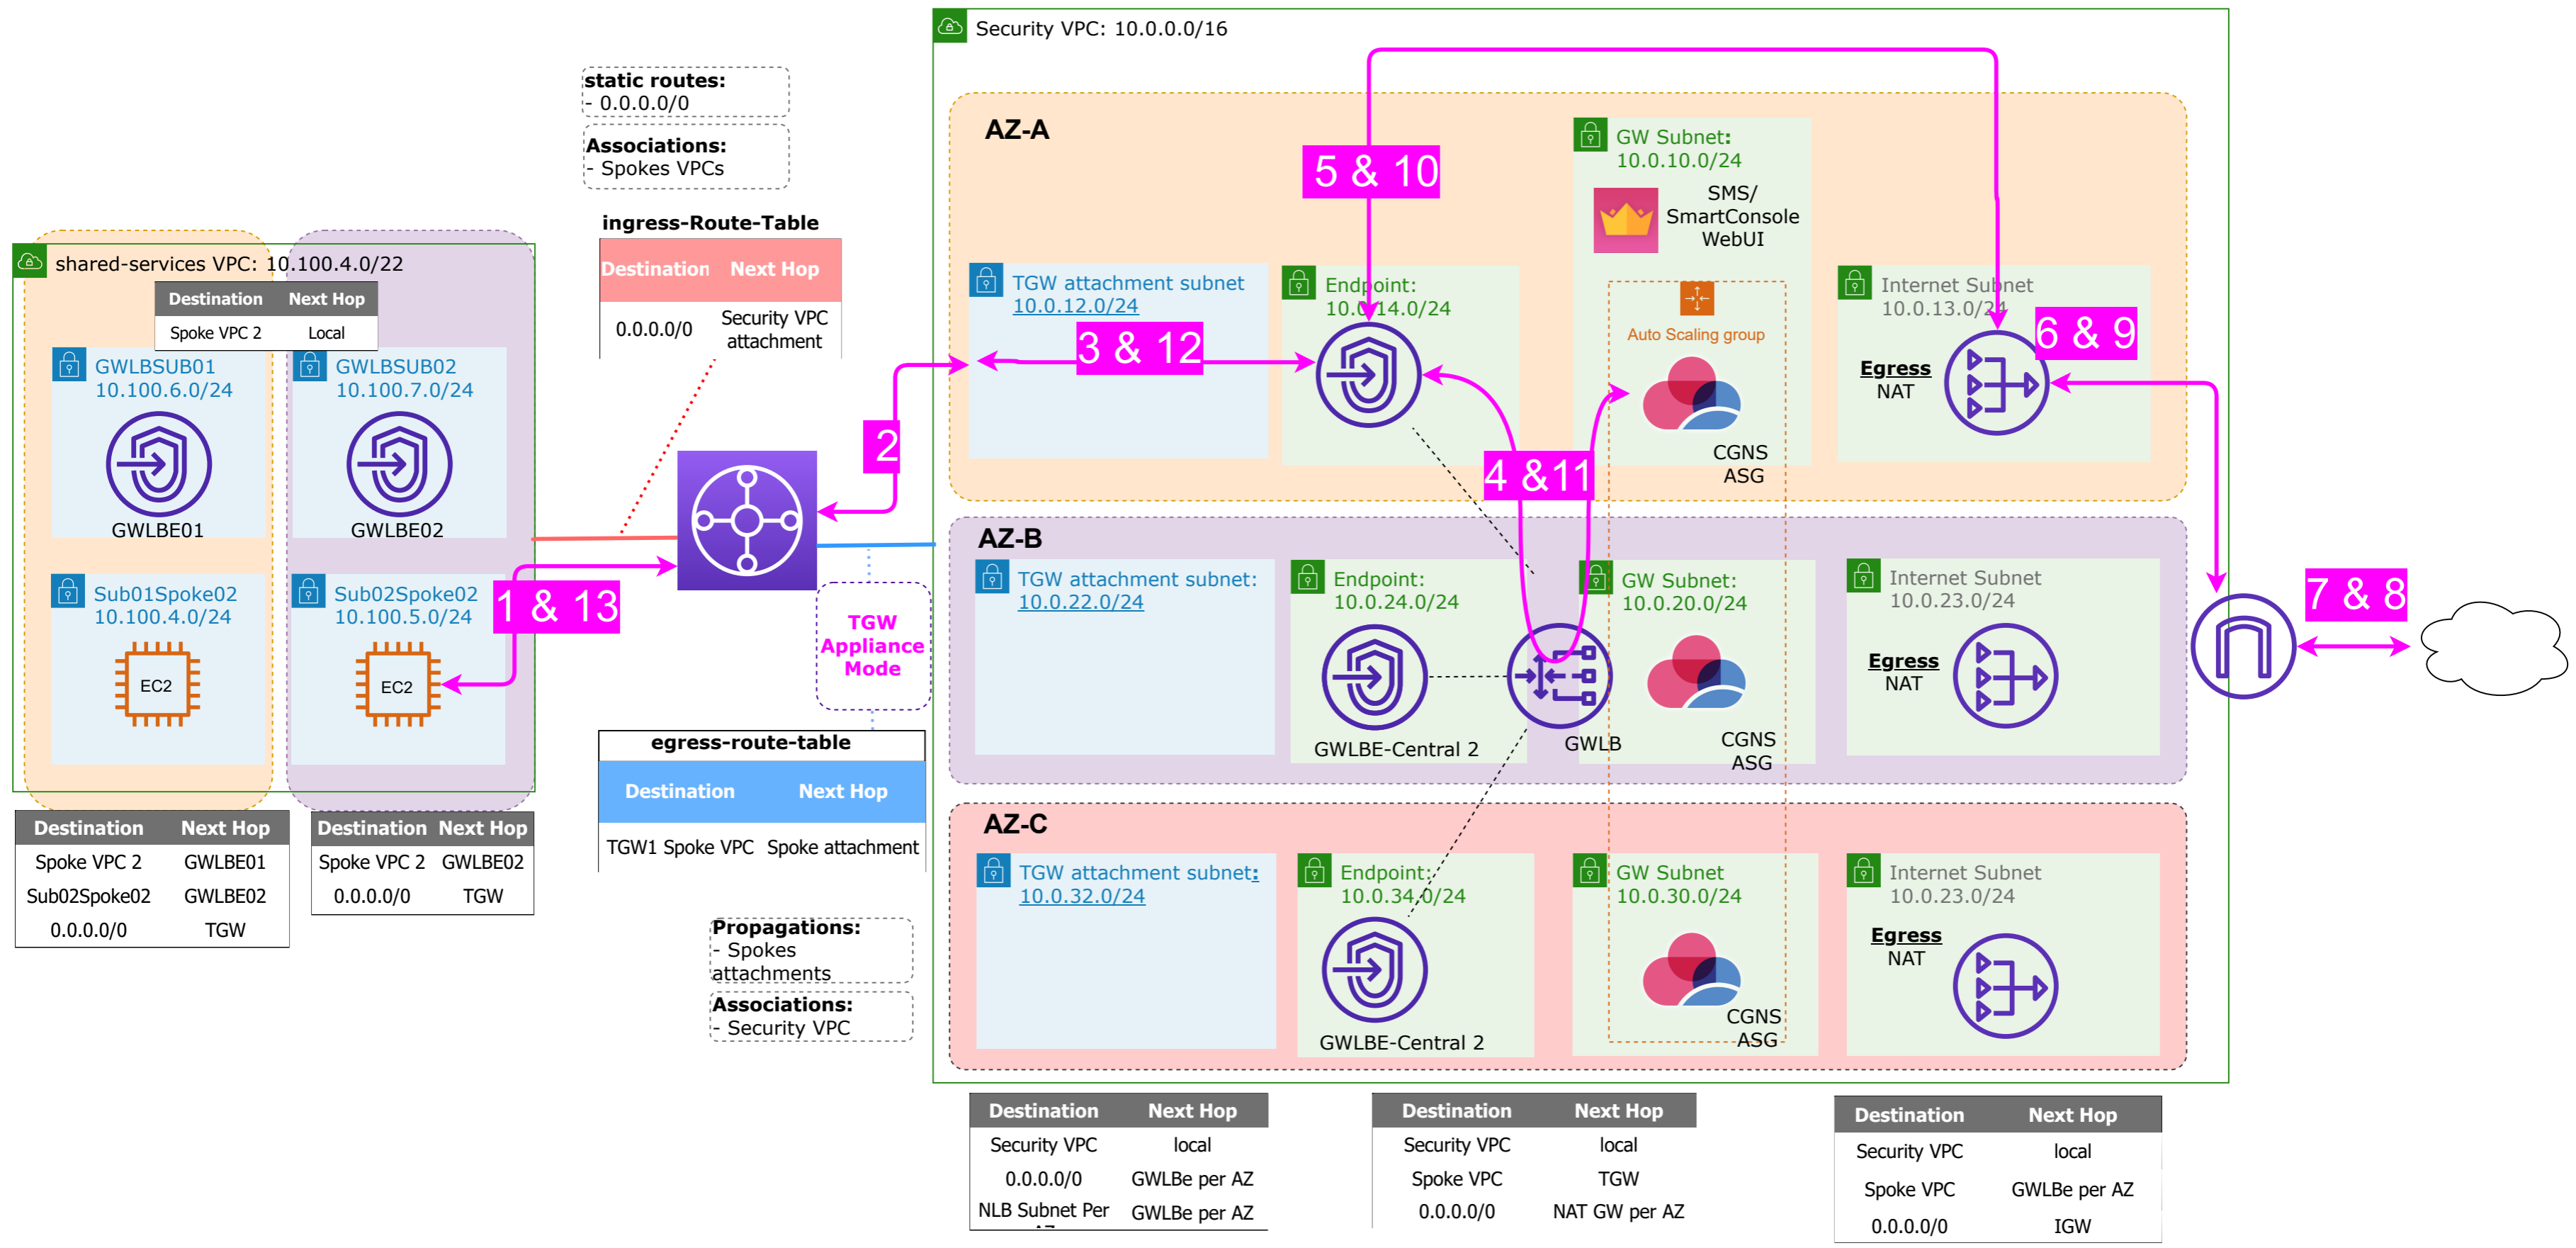 Security VPC: 10.0.0.0/16
static routes:
- 0.0.0.0/0
Associations:
- Spokes VPCs
ingress-Route-Table
Destination Next Hop
0.0.0.0/0 Security VPC attachment
shared-services VPC: 10.100.4.0/22
Destination Next Hop
Spoke VPC 2 Local
GWLBSUB01
10.100.6.0/24
GWLBE01
GWLBSUB02
10.100.7.0/24
GWLBE02
Sub01Spoke02
10.100.4.0/24
EC2
Sub02Spoke02
10.100.5.0/24
EC2
1 & 13
2
TGW
Appliance
Mode
egress-route-table
Destination Next Hop
TGW1 Spoke VPC Spoke attachment
Propagations:
- Spokes
attachments
Associations:
- Security VPC
Destination Next Hop
Spoke VPC 2 GWLBE01
Sub02Spoke02 GWLBE02
0.0.0.0/0 TGW
Destination Next Hop
Spoke VPC 2 GWLBE02
0.0.0.0/0 TGW
AZ-A
TGW attachment subnet
10.0.12.0/24
3 & 12
Endpoint:
10.0.14.0/24
5 & 10
GW Subnet:
10.0.10.0/24
SMS/
SmartConsole
WebUI
Auto Scaling group
CGNS
ASG
4 &11
Internet Subnet
10.0.13.0/24
Egress
NAT
6 & 9
AZ-B
TGW attachment subnet:
10.0.22.0/24
Endpoint:
10.0.24.0/24
GWLBE-Central 2
GWLB
GW Subnet:
10.0.20.0/24
CGNS
ASG
Internet Subnet
10.0.23.0/24
Egress
NAT
7 & 8
AZ-C
TGW attachment subnet:
10.0.32.0/24
Endpoint:
10.0.34.0/24
GWLBE-Central 2
GW Subnet
10.0.30.0/24
CGNS
ASG
Internet Subnet
10.0.23.0/24
Egress
NAT
Destination Next Hop
Security VPC local
0.0.0.0/0 GWLBe per AZ
NLB Subnet Per GWLBe per AZ
Destination Next Hop
Security VPC local
Spoke VPC TGW
0.0.0.0/0 NAT GW per AZ
Destination Next Hop
Security VPC local
Spoke VPC GWLBe per AZ
0.0.0.0/0 IGW